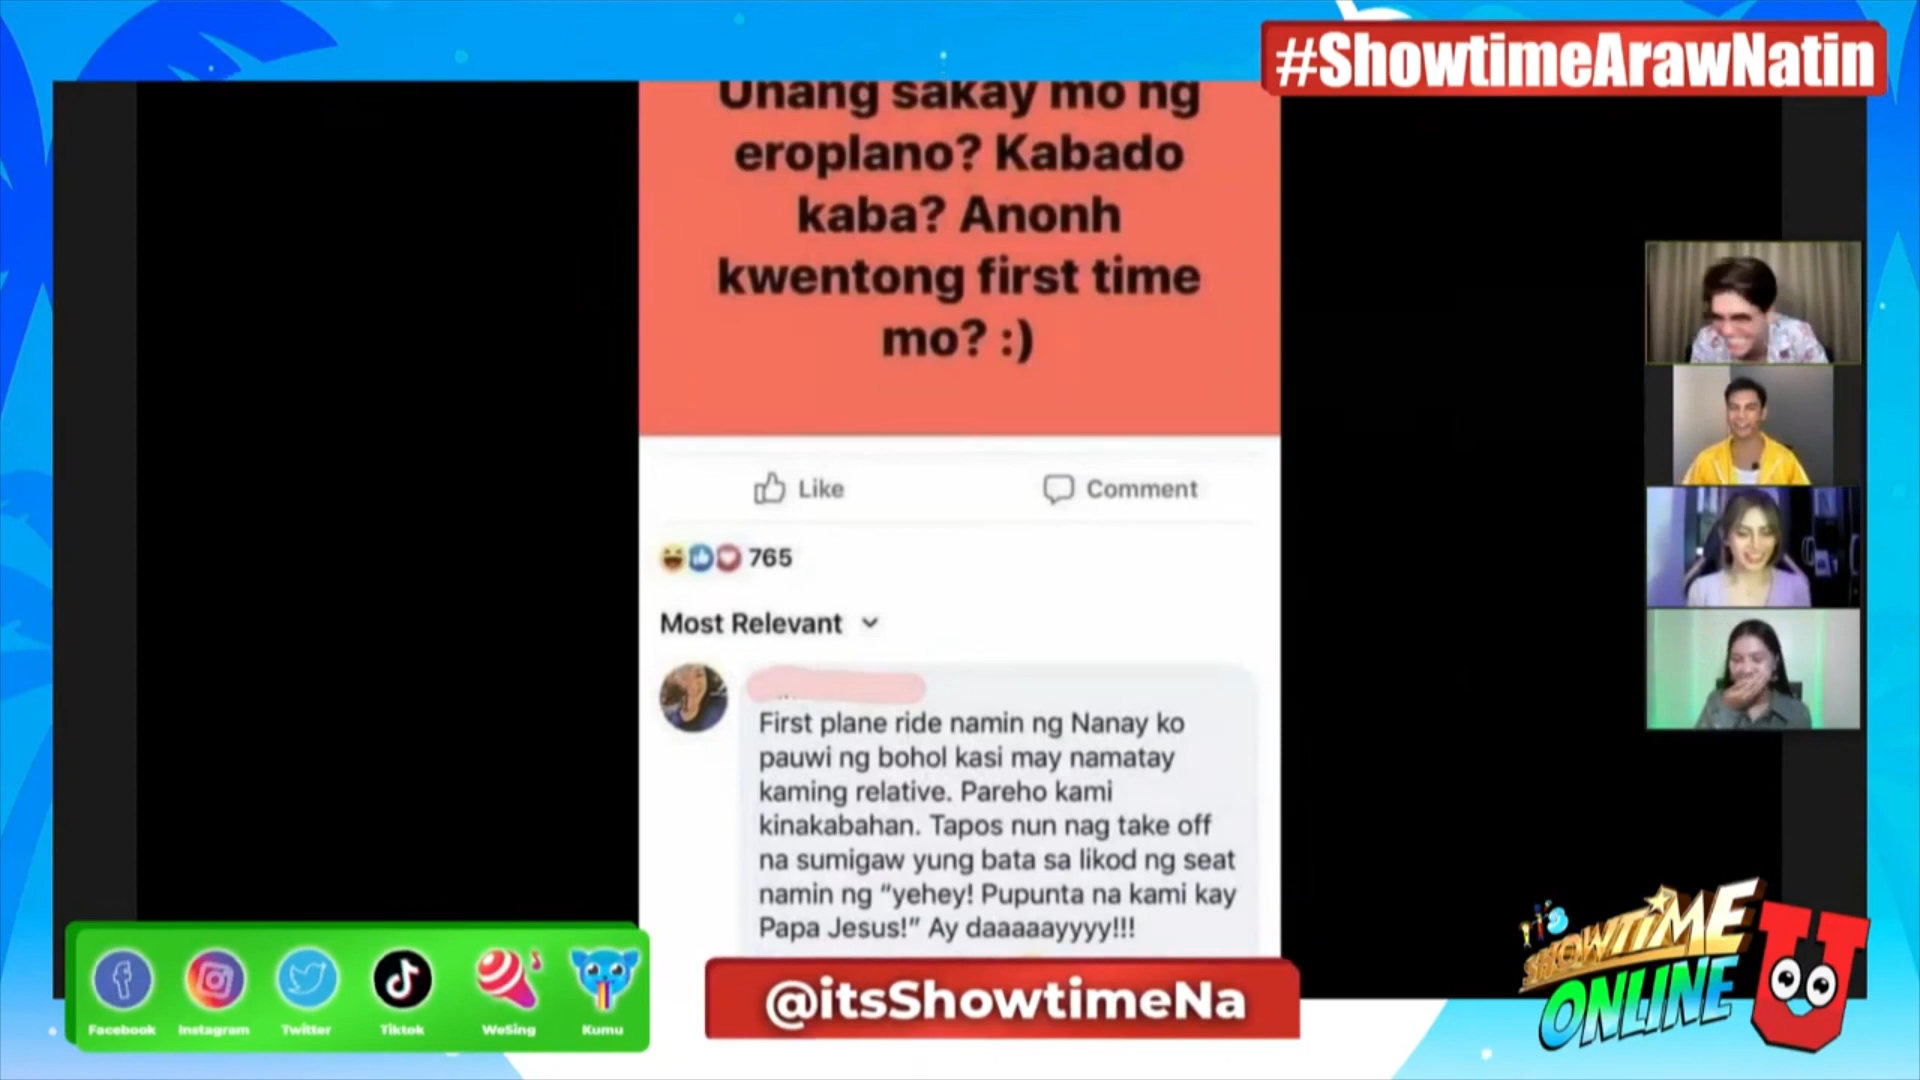 #ShowtimeArawNatin
Unang sakay mo ng
eroplano? Kabado
kaba? Anonh
kwentong first time
mo? :)
Like
Comment
765
Most Relevant
First plane ride namin ng Nanay ko
pauwi ng bohol kasi may namatay
kaming relative. Pareho kami
kinakabahan. Tapos nun nag take off
na sumigaw yung bata sa likod ng seat
namin ng “yehey! Pupunta na kami kay
Papa Jesus!” Ay daaaaayyyy!!!
Facebook
Instagram
Twitter
Tiktok
WeSing
Kumu
@itsShowtimeNa
it's
SHOWTiME
ONLINE
U